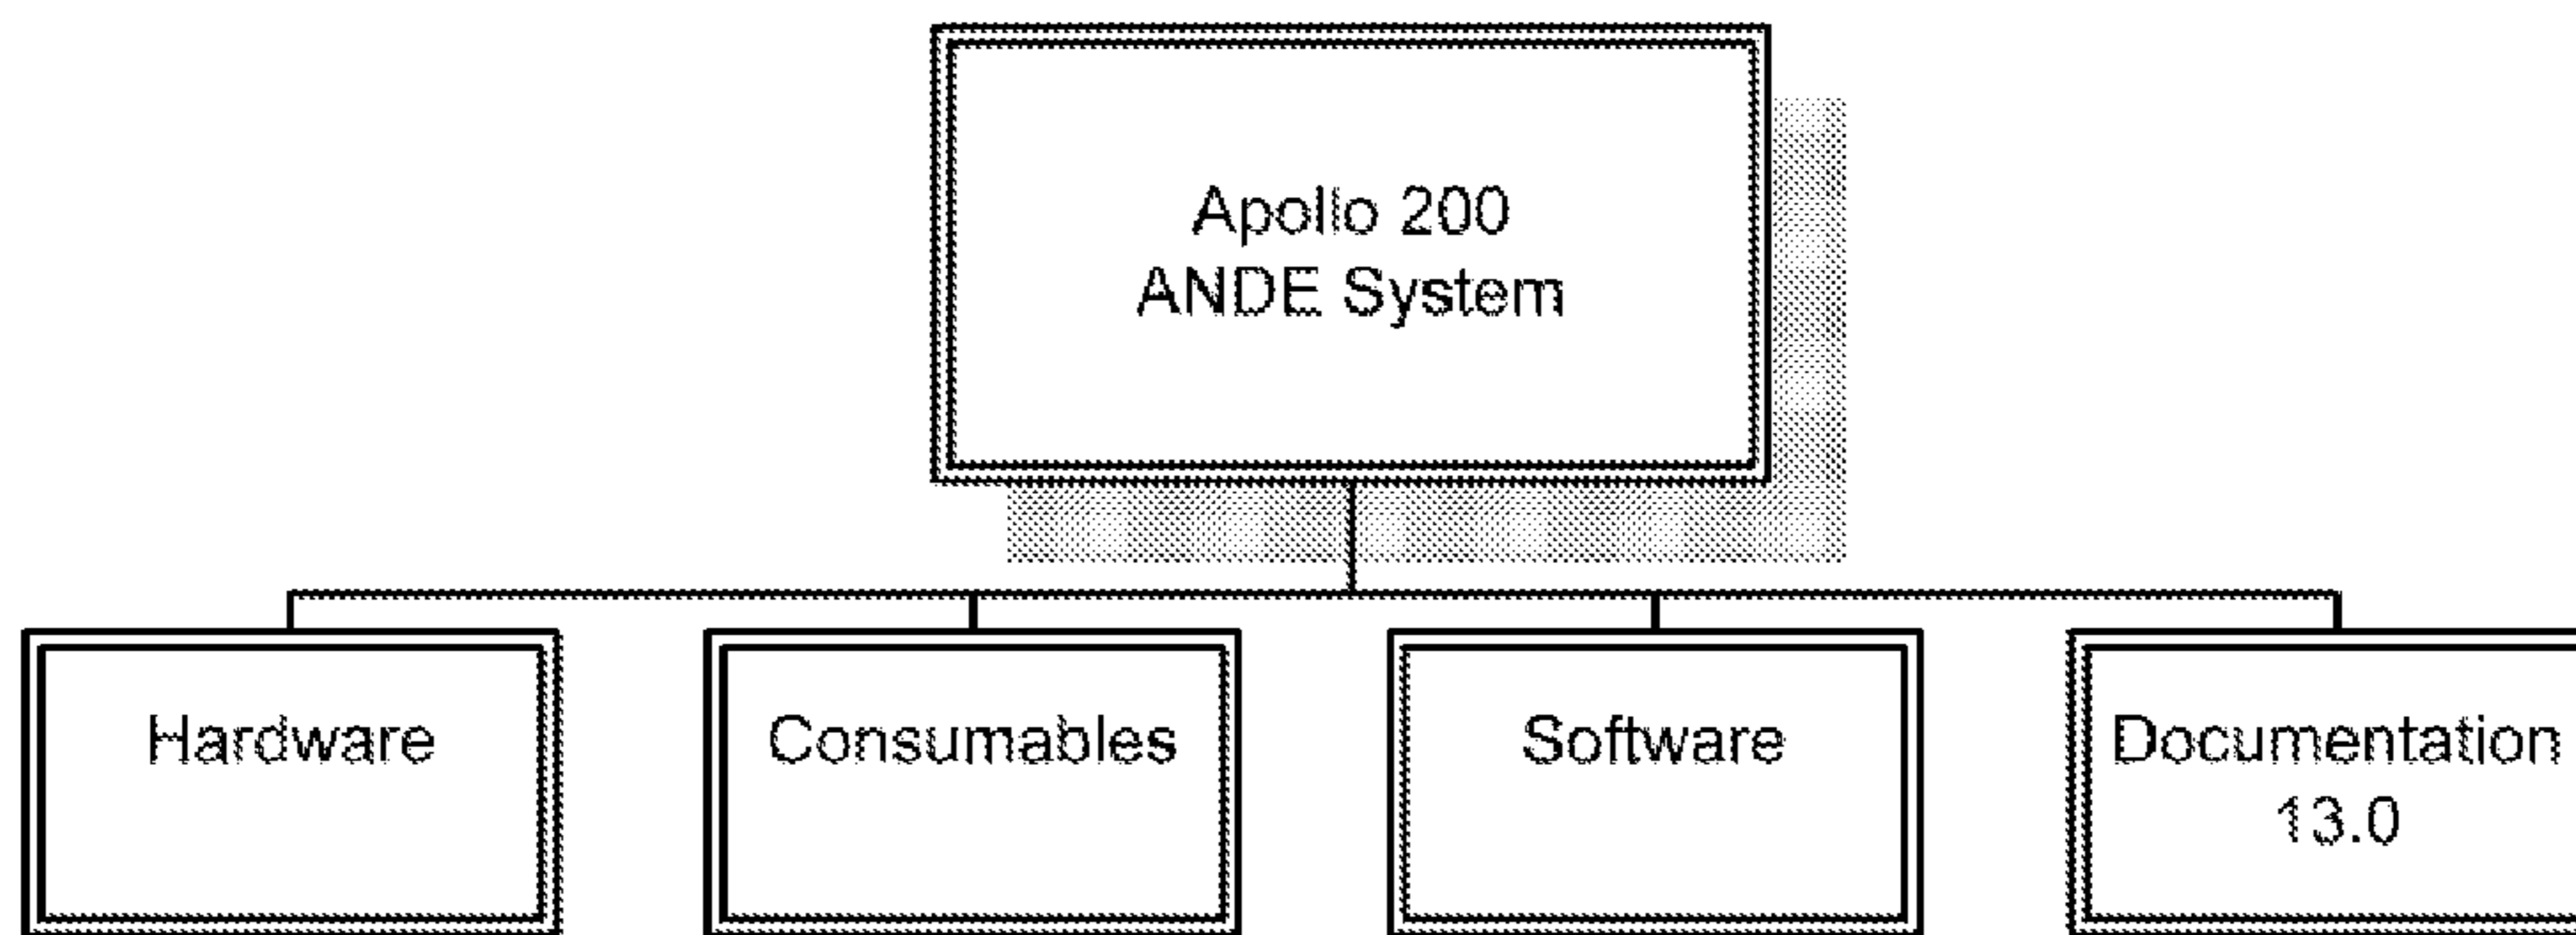 Apollo 200
ANDE System
Hardware
Consumables
Software
Documentation
13.0